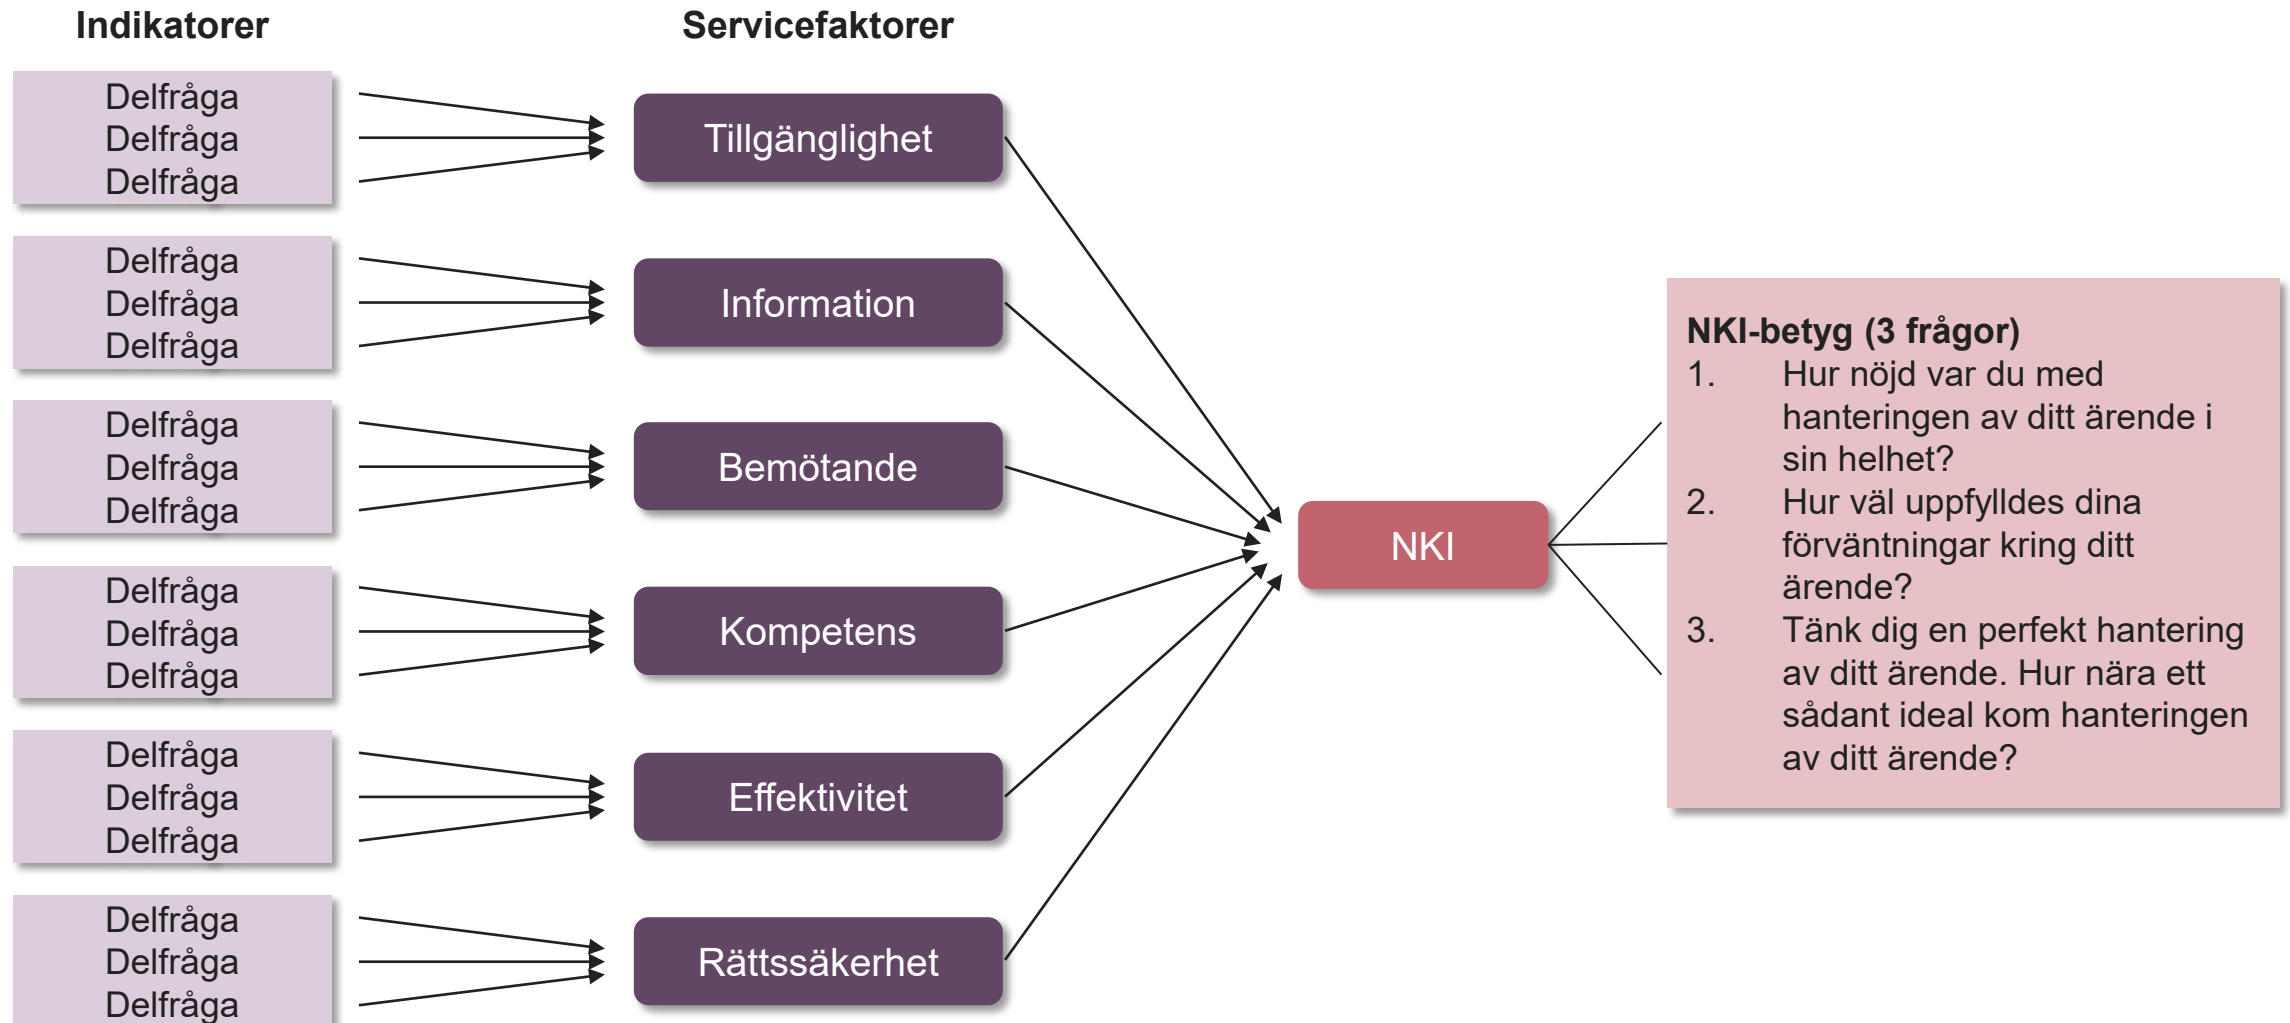 Indikatorer
Servicefaktorer
Delfråga
Delfråga
Delfråga
Tillgänglighet
Delfråga
Delfråga
Delfråga
Information
Delfråga
Delfråga
Delfråga
Bemötande
Delfråga
Delfråga
Delfråga
Kompetens
Delfråga
Delfråga
Delfråga
Effektivitet
Delfråga
Delfråga
Delfråga
Rättssäkerhet
NKI
NKI-betyg (3 frågor)
1. Hur nöjd var du med
hanteringen av ditt ärende i
sin helhet?
2. Hur väl uppfylldes dina
förväntningar kring ditt
ärende?
3. Tänk dig en perfekt hantering
av ditt ärende. Hur nära ett
sådant ideal kom hanteringen
av ditt ärende?